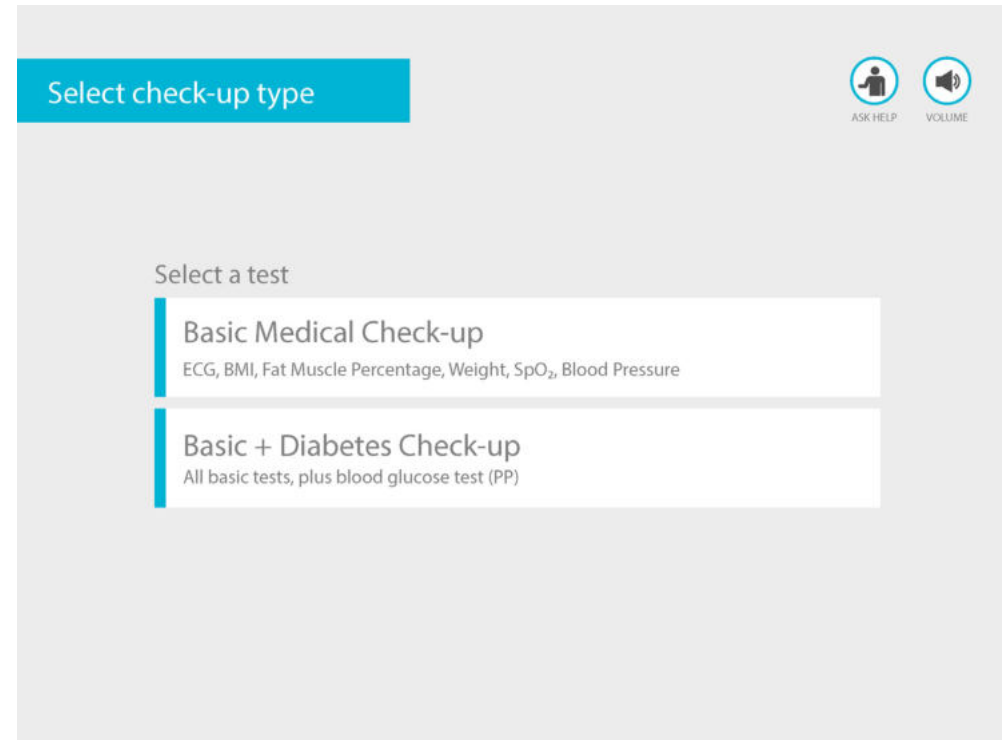 Select check-up type
ASK HELP
VOLUME
Select a test
Basic Medical Check-up
ECG, BMI, Fat Muscle Percentage, Weight, SpO₂, Blood Pressure
Basic + Diabetes Check-up
All basic tests, plus blood glucose test (PP)